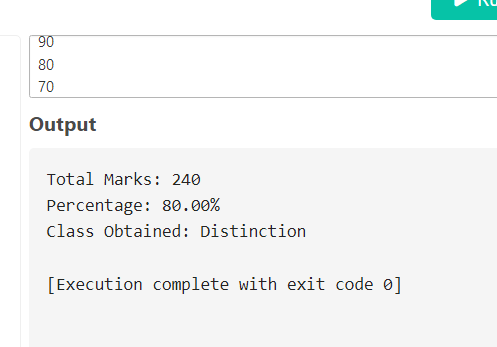 90
80
70
Output
Total Marks: 240
Percentage: 80.00%
Class Obtained: Distinction
[Execution complete with exit code 0]